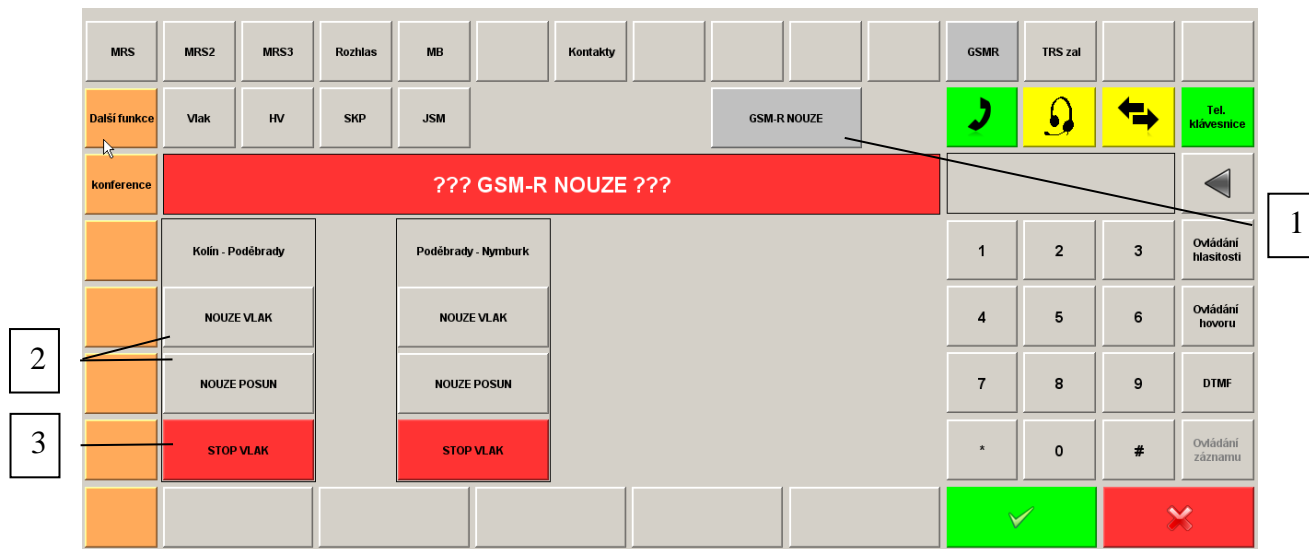 MRS
MRS2
MRS3
Rozhlas
MB
Kontakty
GSMR
TRS zal
Další funkce
Vlak
HV
SKP
JSM
GSM-R NOUZE
Tel.
klávesnice
konference
??? GSM-R NOUZE ???
1
Kolín - Poděbrady
Poděbrady - Nymburk
1
2
3
Ovládání
hlasitosti
NOUZE VLAK
NOUZE VLAK
4
5
6
Ovládání
hovoru
2
NOUZE POSUN
NOUZE POSUN
7
8
9
DTMF
3
STOP VLAK
STOP VLAK
*
0
#
Ovládání
záznamu